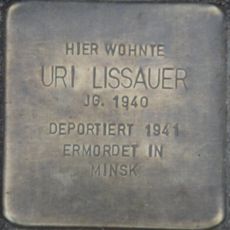 HIER WOHNTE
URI LISSAUER
JG. 1940
DEPORTIERT 1941
ERMORDET IN
MINSK